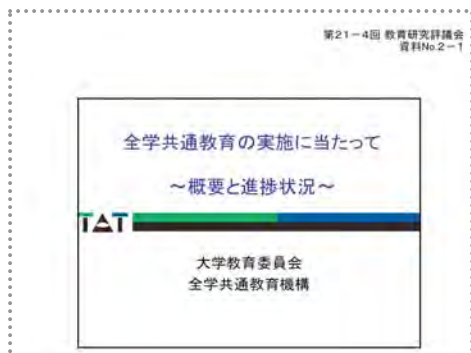 第21-4回 教育研究評議会
資料No.2-1
全学共通教育の実施に当たって
～概要と進捗状況～
TAT
大学教育委員会
全学共通教育機構